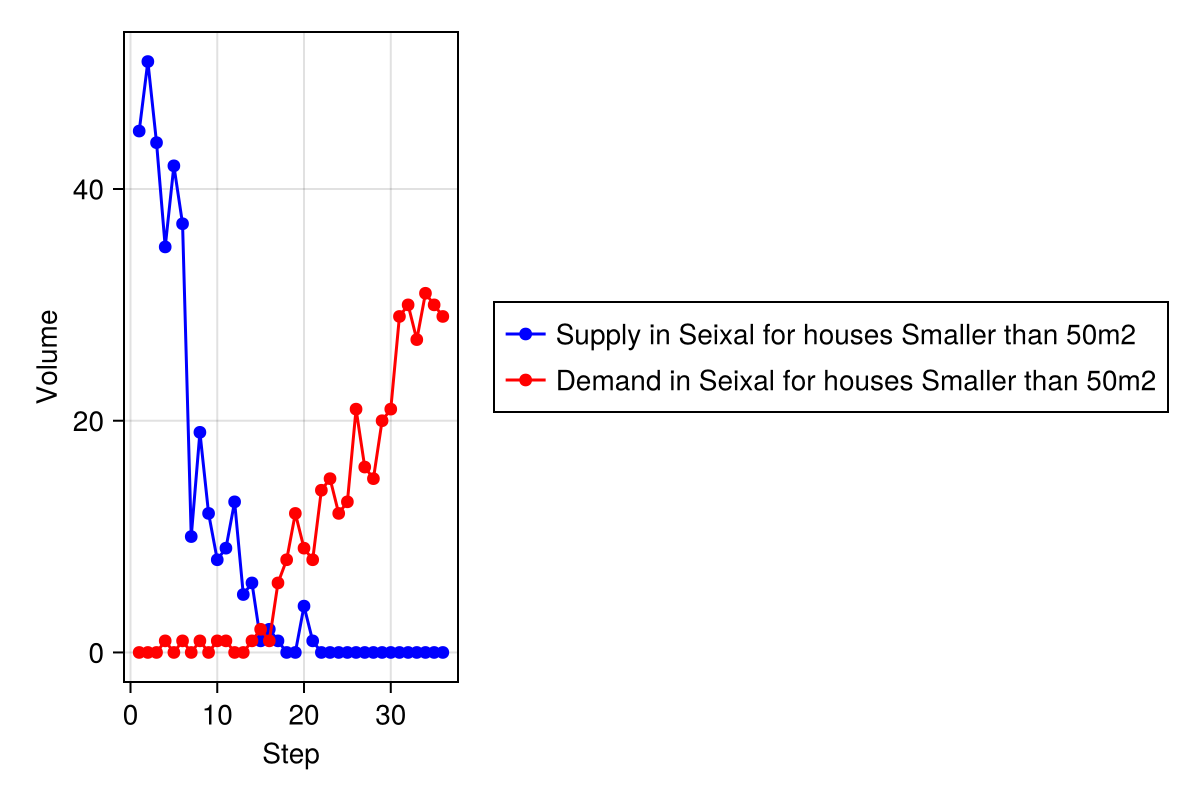 Volume
40
20
0
0 10 20 30
Step
Supply in Seixal for houses Smaller than 50m2
Demand in Seixal for houses Smaller than 50m2